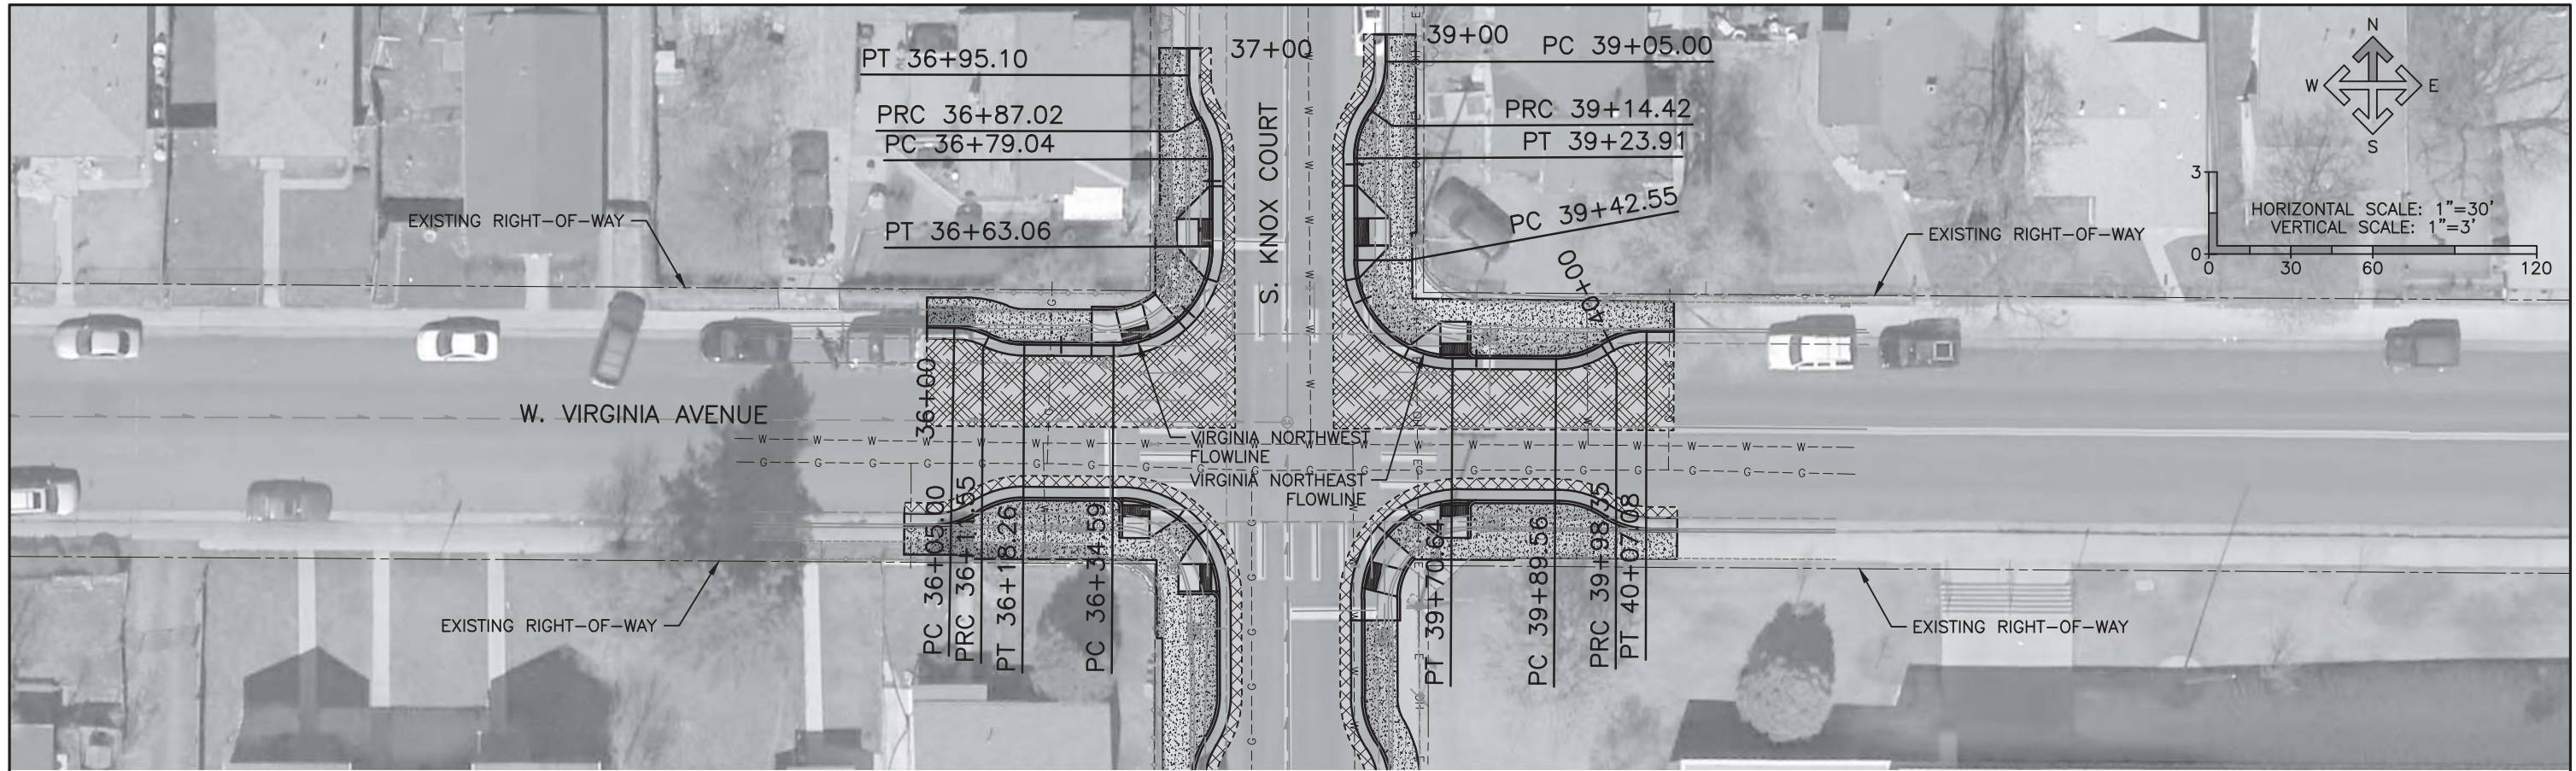 PT 36+95.10
37+00
39+00
PC 39+05.00
N
W
E
S
PRC 36+87.02
PRC 39+14.42
PC 36+79.04
PT 39+23.91
S. KNOX COURT
3
PC 39+42.55
EXISTING RIGHT-OF-WAY
PT 36+63.06
HORIZONTAL SCALE: 1"=30'
VERTICAL SCALE: 1"=3'
EXISTING RIGHT-OF-WAY
0
0
30
60
120
40+00
36+00
W. VIRGINIA AVENUE
VIRGINIA NORTHWEST
FLOWLINE
VIRGINIA NORTHEAST
FLOWLINE
PC 36+05.00
PRC 36+11.55
PT 36+18.26
PC 36+34.59
PT 39+70.64
PC 39+89.56
PRC 39+98.35
PT 40+07.08
EXISTING RIGHT-OF-WAY
EXISTING RIGHT-OF-WAY